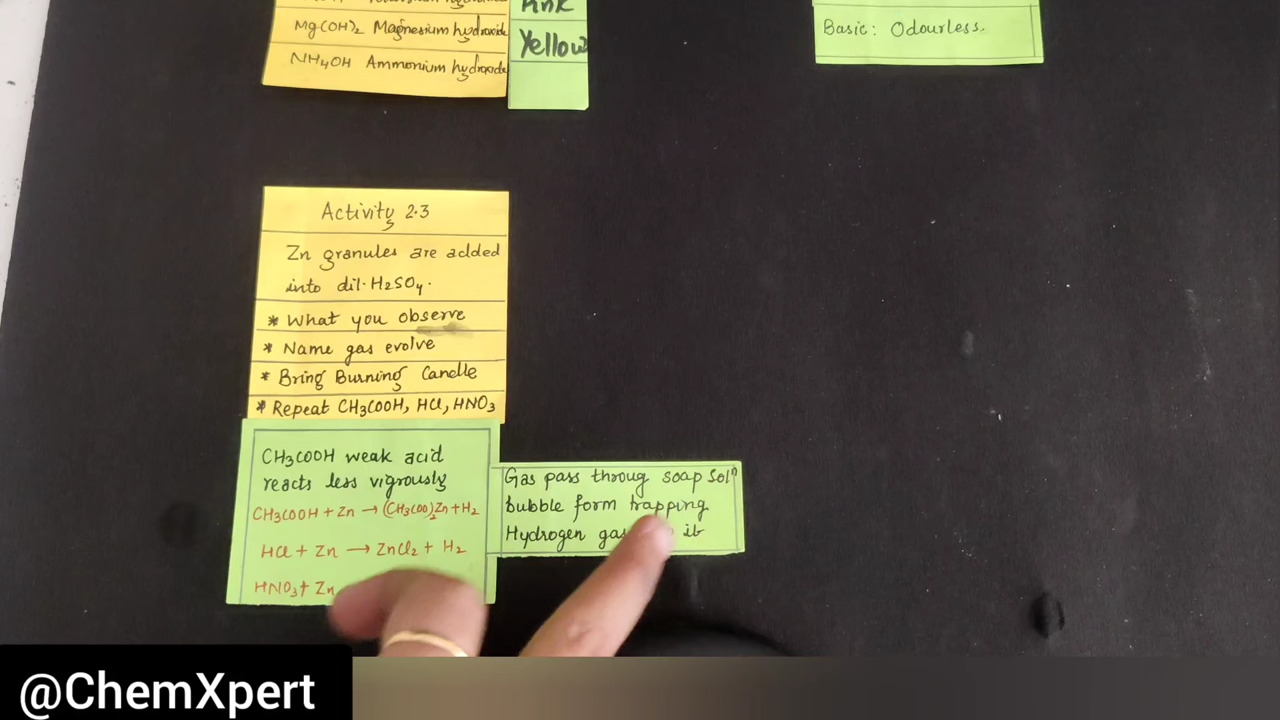 Mg(OH)2 Magnesium hydroxide
NH4OH Ammonium hydroxide
Pink
Yellow
Basic: Odourless.
Activity 2.3
Zn granules are added
into dil. H2SO4.
* What you observe
* Name gas evolve
* Bring Burning Candle
* Repeat CH3COOH, HCl, HNO3
CH3COOH weak acid
reacts less vigrously
CH3COOH + Zn → (CH3COO)2Zn + H2
HCl + Zn → ZnCl2 + H2
HNO3 + Zn
Gas pass throug soap solⁿ
bubble form trapping
Hydrogen gas it
@ChemXpert